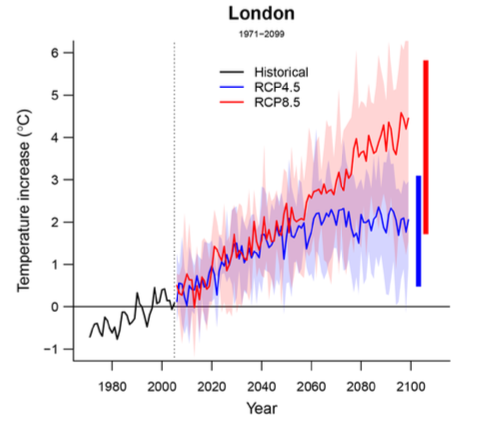 London
1971−2099
Historical
RCP4.5
RCP8.5
Temperature increase (°C)
6
5
4
3
2
1
0
−1
1980 2000 2020 2040 2060 2080 2100
Year